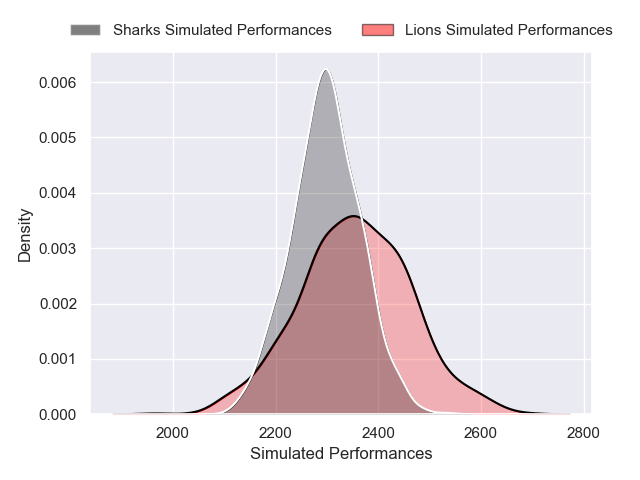 Sharks Simulated Performances Lions Simulated Performances
0.006
0.005
0.004
0.003
0.002
0.001
0.000
Density
2000 2200 2400 2600 2800
Simulated Performances